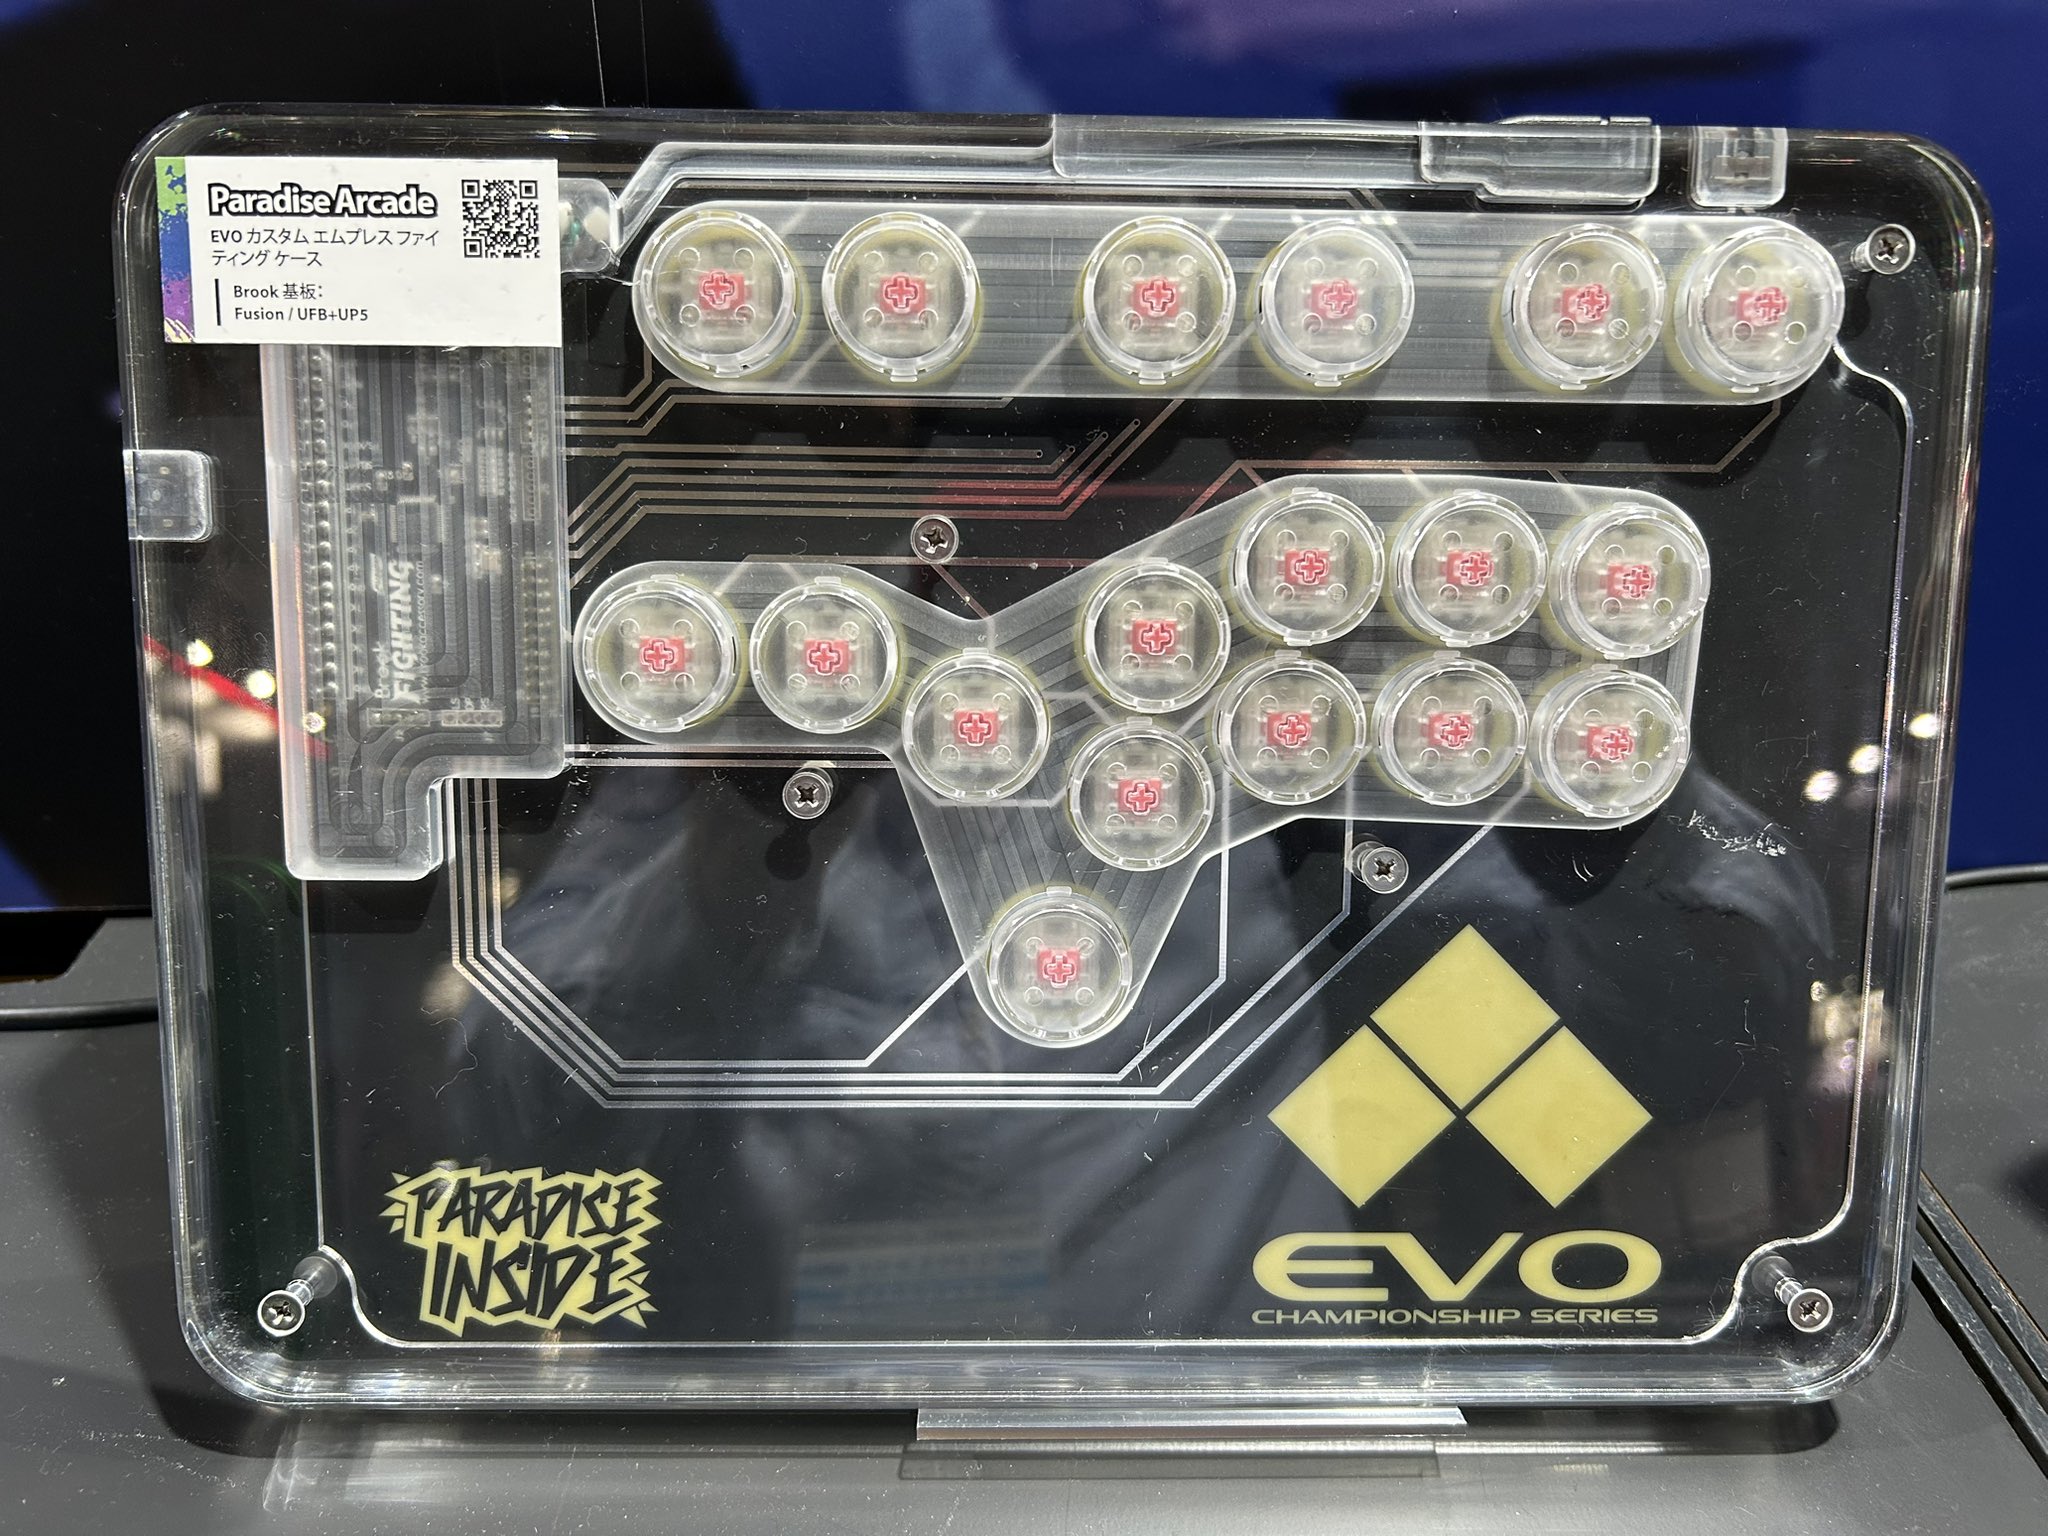 Paradise Arcade
EVO カスタム エムプレス ファイ
ティング ケース
Brook 基板:
Fusion / UFB+UP5
Brook
FIGHTING
PARADISE
INSIDE
EVO
CHAMPIONSHIP SERIES